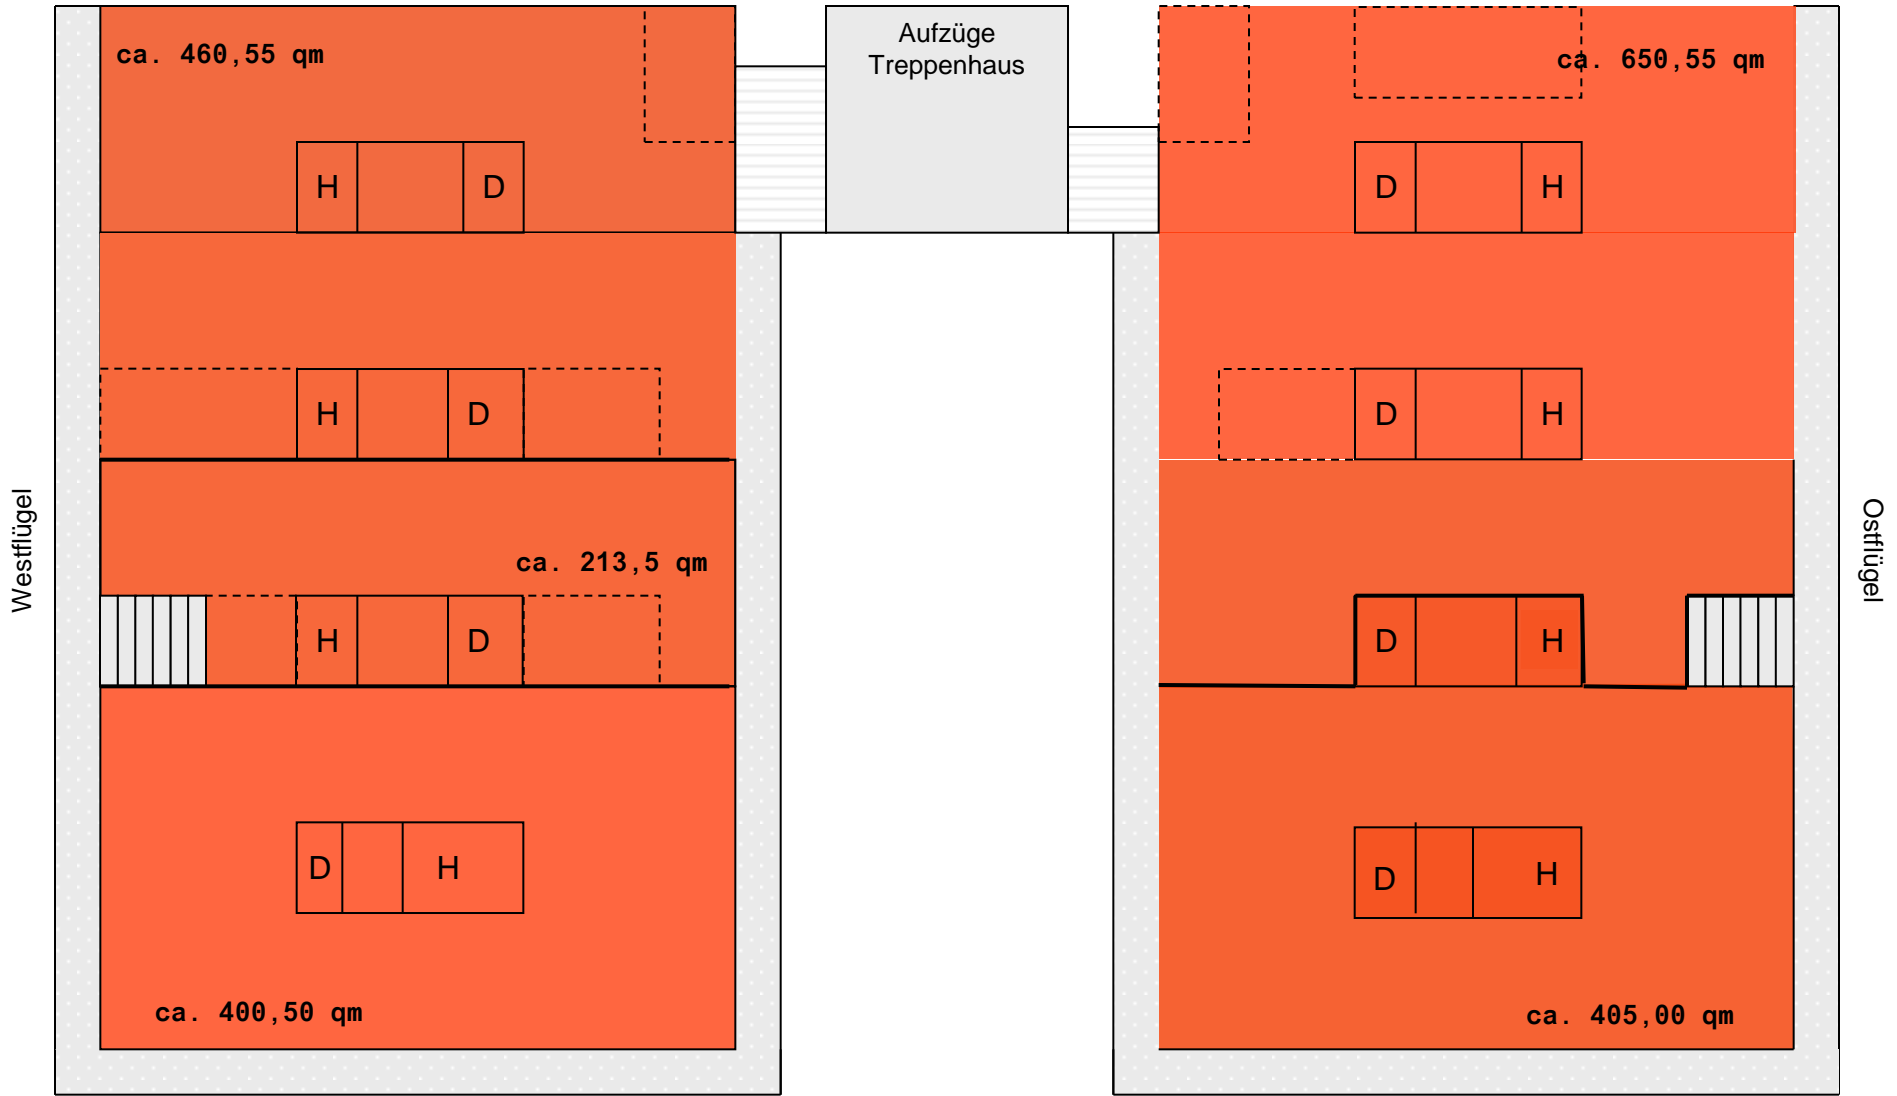 Aufzüge
Treppenhaus
ca. 460,55 qm
ca. 650,55 qm
H D
D H
H D
D H
Westflügel
Ostflügel
ca. 213,5 qm
H D
D H
D H
D H
ca. 400,50 qm
ca. 405,00 qm